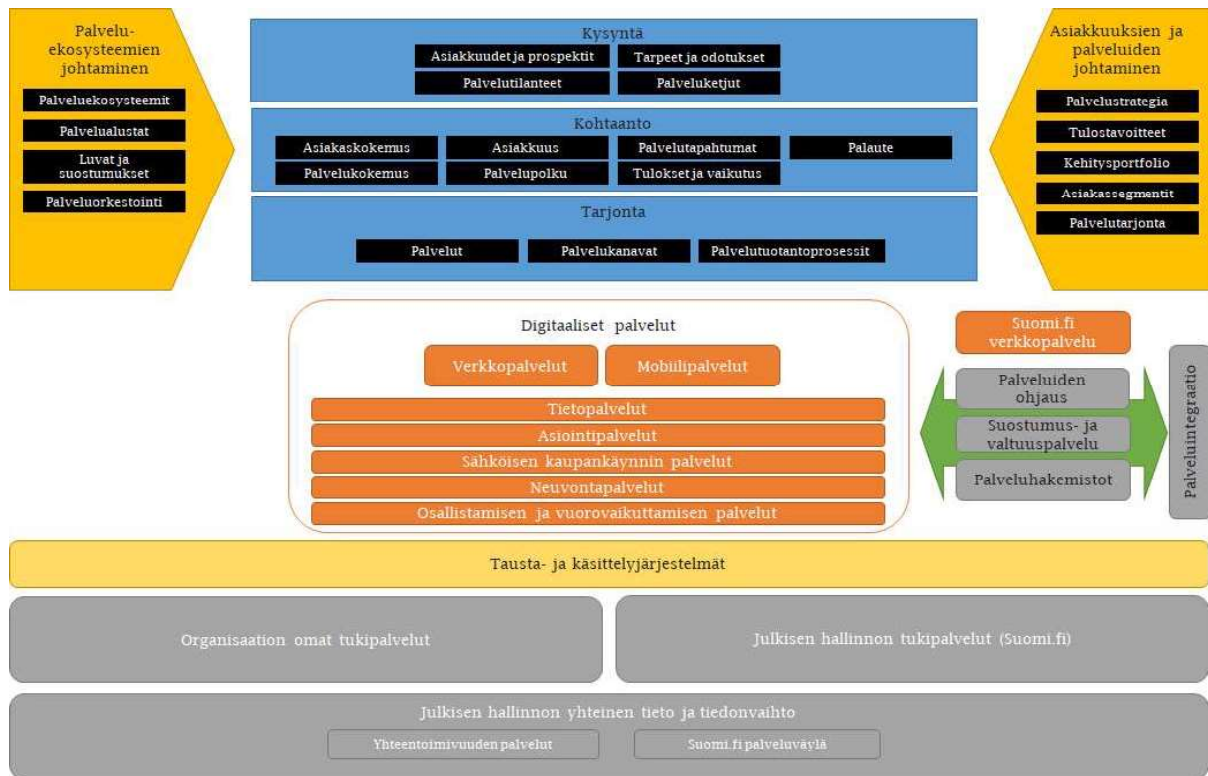 Palvelu-
ekosysteemien
johtaminen
Palveluekosysteemit
Palvelualustat
Luvat ja
suostumukset
Palveluorkestointi
Kysyntä
Asiakkuudet ja prospektit
Tarpeet ja odotukset
Palvelutilanteet
Palveluketjut
Kohtaanto
Asiakaskokemus
Asiakkuus
Palvelutapahtumat
Palaute
Palvelukokemus
Palvelupolku
Tulokset ja vaikutus
Tarjonta
Palvelut
Palvelukanavat
Palvelutuotantoprosessit
Asiakkuuksien ja
palveluiden
johtaminen
Palvelustrategia
Tulostavoitteet
Kehitysportfolio
Asiakassegmentit
Palvelutarjonta
Digitaaliset palvelut
Verkkopalvelut
Mobiilipalvelut
Tietopalvelut
Asiointipalvelut
Sähköisen kaupankäynnin palvelut
Neuvontapalvelut
Osallistamisen ja vuorovaikuttamisen palvelut
Suomi.fi
verkkopalvelu
Palveluiden
ohjaus
Suostumus- ja
valtuuspalvelu
Palveluhakemistot
Palveluintegraatio
Tausta- ja käsittelyjärjestelmät
Organisaation omat tukipalvelut
Julkisen hallinnon tukipalvelut (Suomi.fi)
Julkisen hallinnon yhteinen tieto ja tiedonvaihto
Yhteentoimivuuden palvelut
Suomi.fi palveluväylä